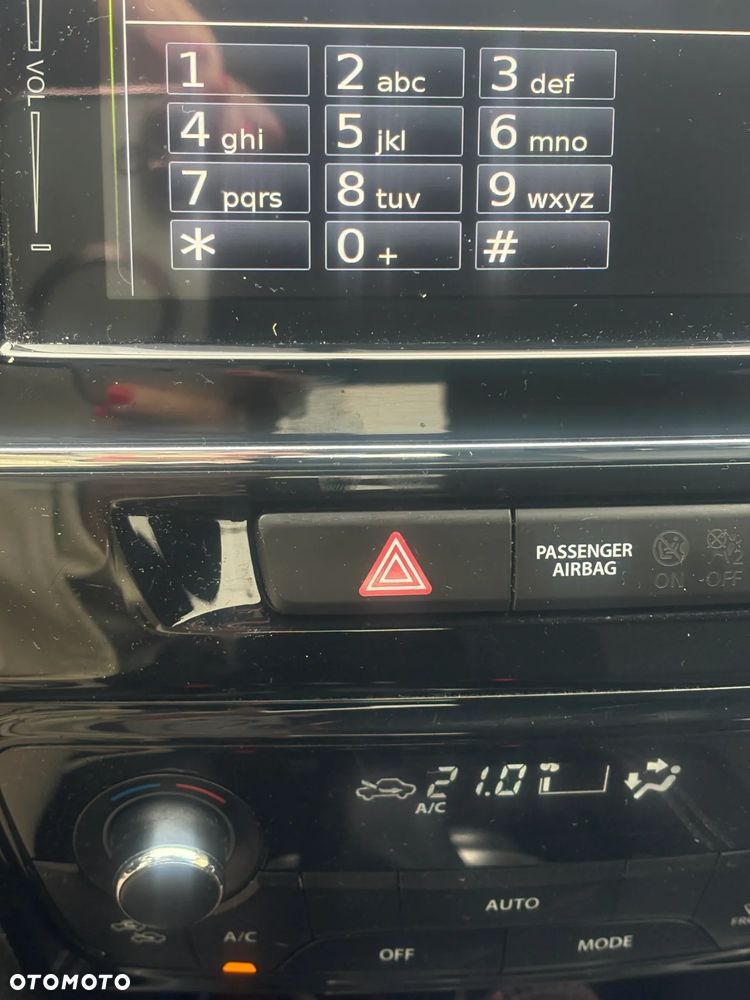 VOL
1 2 abc 3 def
4 ghi 5 jkl 6 mno
7 pqrs 8 tuv 9 wxyz
* 0 + #
PASSENGER
AIRBAG
ON OFF
21.0
A/C
AUTO
A/C
OFF
MODE
OTOMOTO